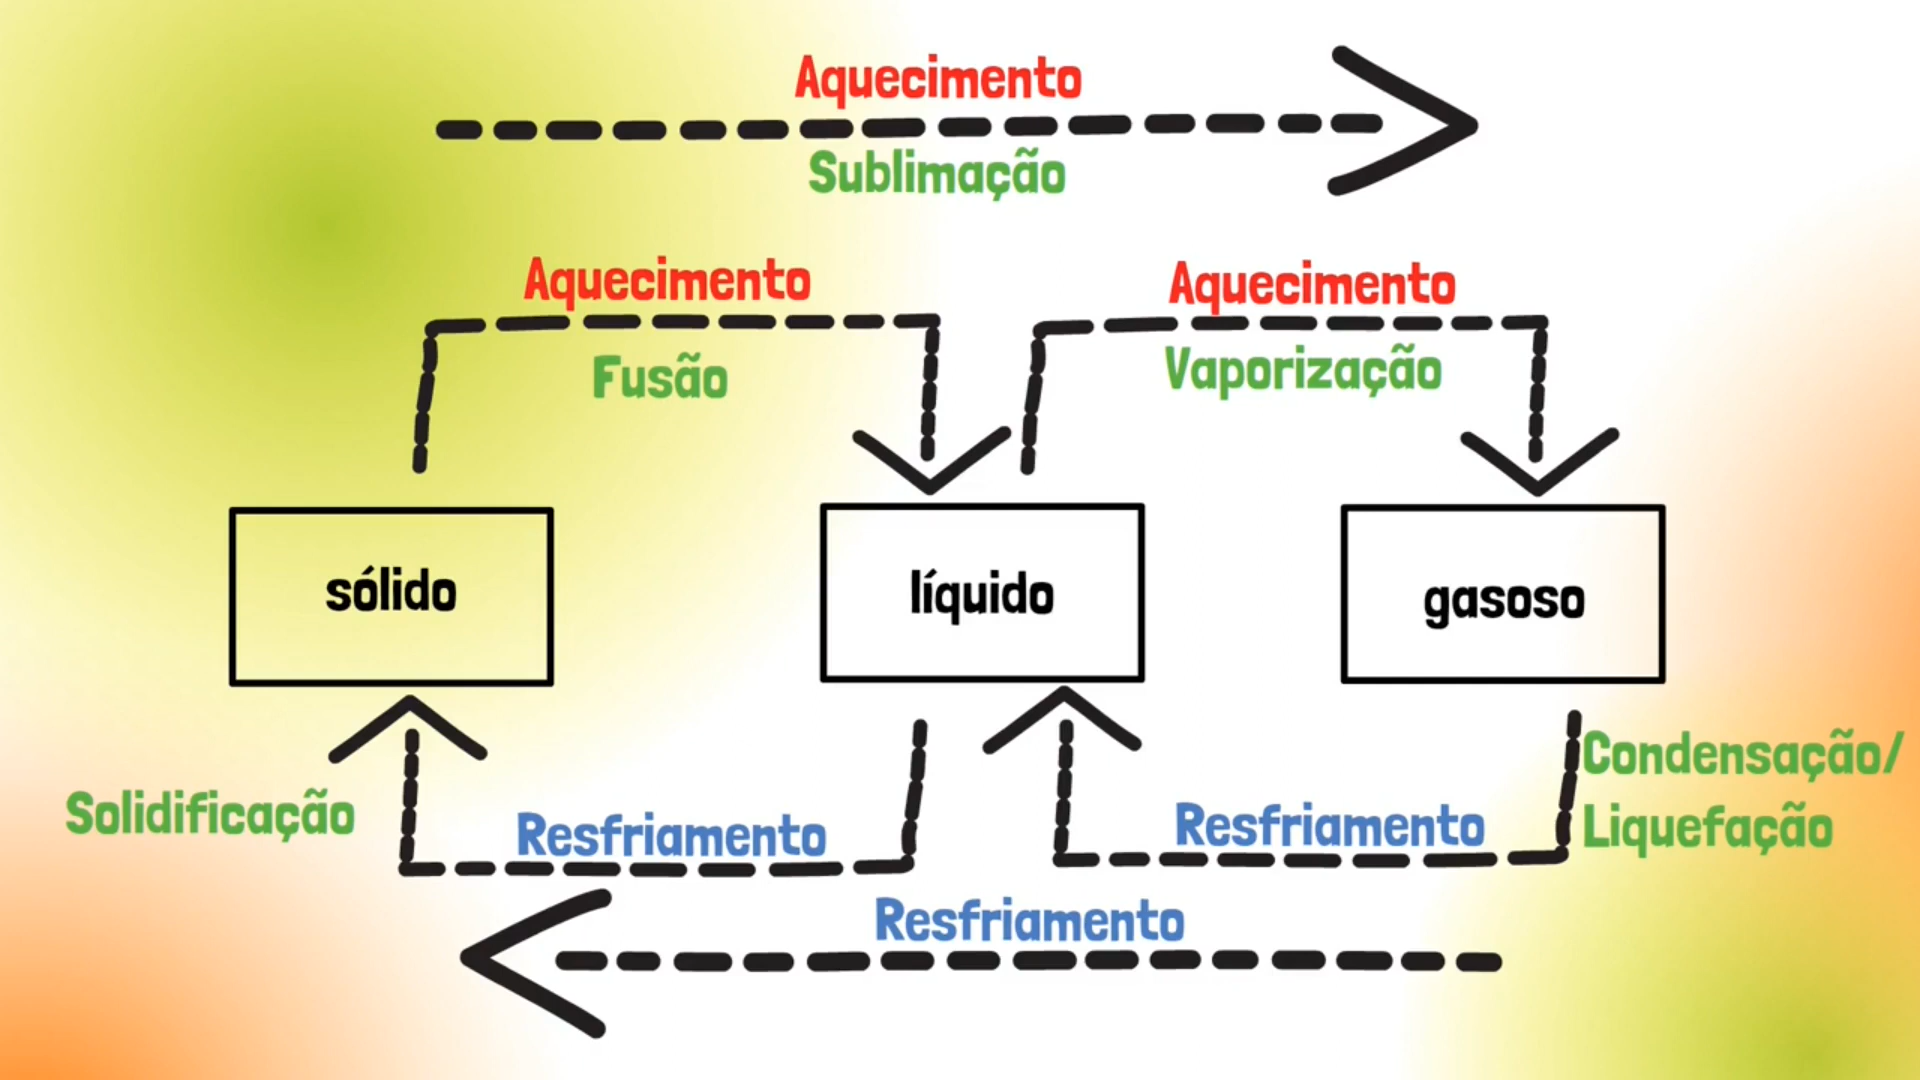 Aquecimento
Sublimação
Aquecimento
Fusão
Aquecimento
Vaporização
sólido
líquido
gasoso
Solidificação
Resfriamento
Resfriamento
Condensação/
Liquefação
Resfriamento